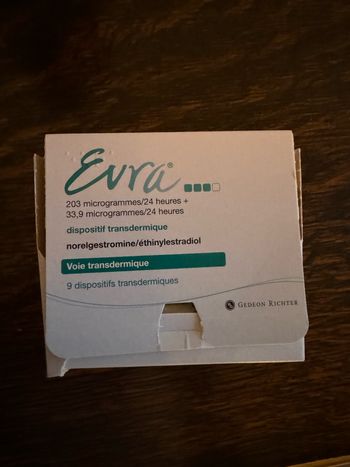 Evra®
203 microgrammes/24 heures +
33,9 microgrammes/24 heures
dispositif transdermique
norelgestromine/éthinylestradiol
Voie transdermique
9 dispositifs transdermiques
GEDEON RICHTER